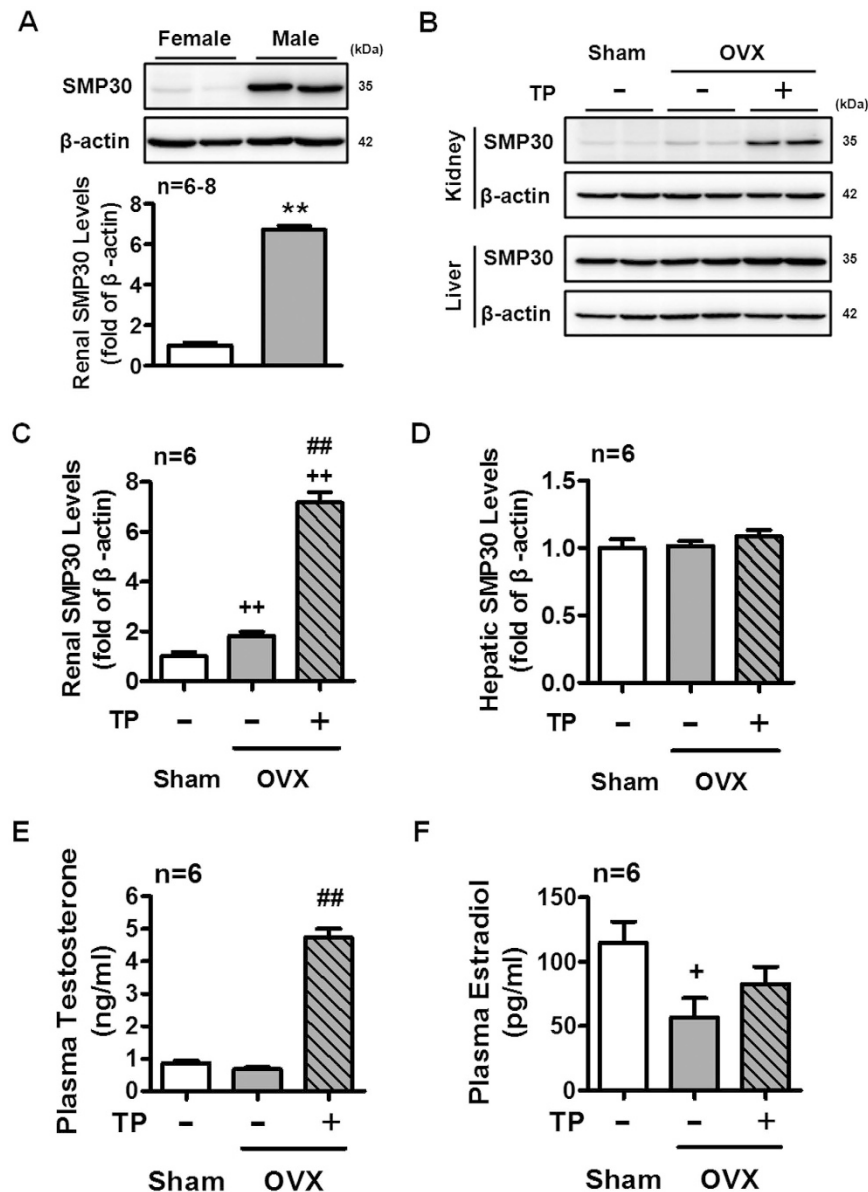 A
Female Male (kDa)
SMP30 35
β-actin 42
n=6-8
Renal SMP30 Levels
(fold of β -actin)
8
6
4
2
0
**
B
Sham OVX
TP - - + (kDa)
Kidney
SMP30 35
β-actin 42
Liver
SMP30 35
β-actin 42
C
n=6
Renal SMP30 Levels
(fold of β -actin)
8
6
4
2
0
++
##
++
TP - - +
Sham OVX
D
n=6
Hepatic SMP30 Levels
(fold of β -actin)
1.5
1.0
0.5
0.0
TP - - +
Sham OVX
E
n=6
Plasma Testosterone
(ng/ml)
6
5
4
3
2
1
0
##
TP - - +
Sham OVX
F
n=6
Plasma Estradiol
(pg/ml)
150
100
50
0
+
TP - - +
Sham OVX